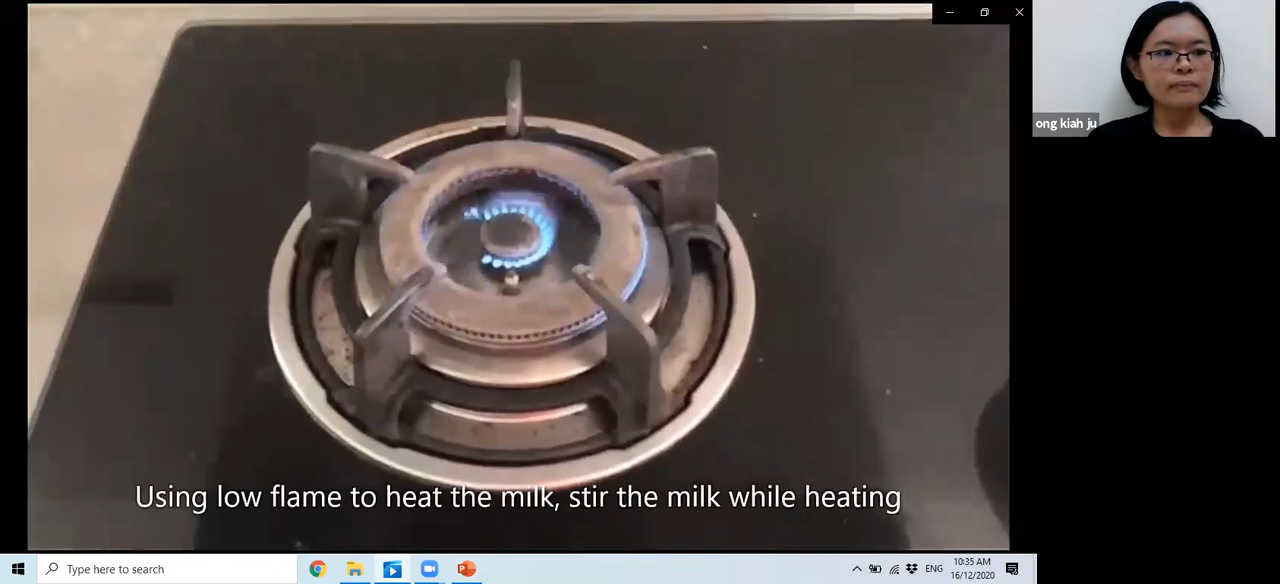 ong kiah ju
Using low flame to heat the milk, stir the milk while heating
Type here to search
ENG
10:35 AM
16/12/2020